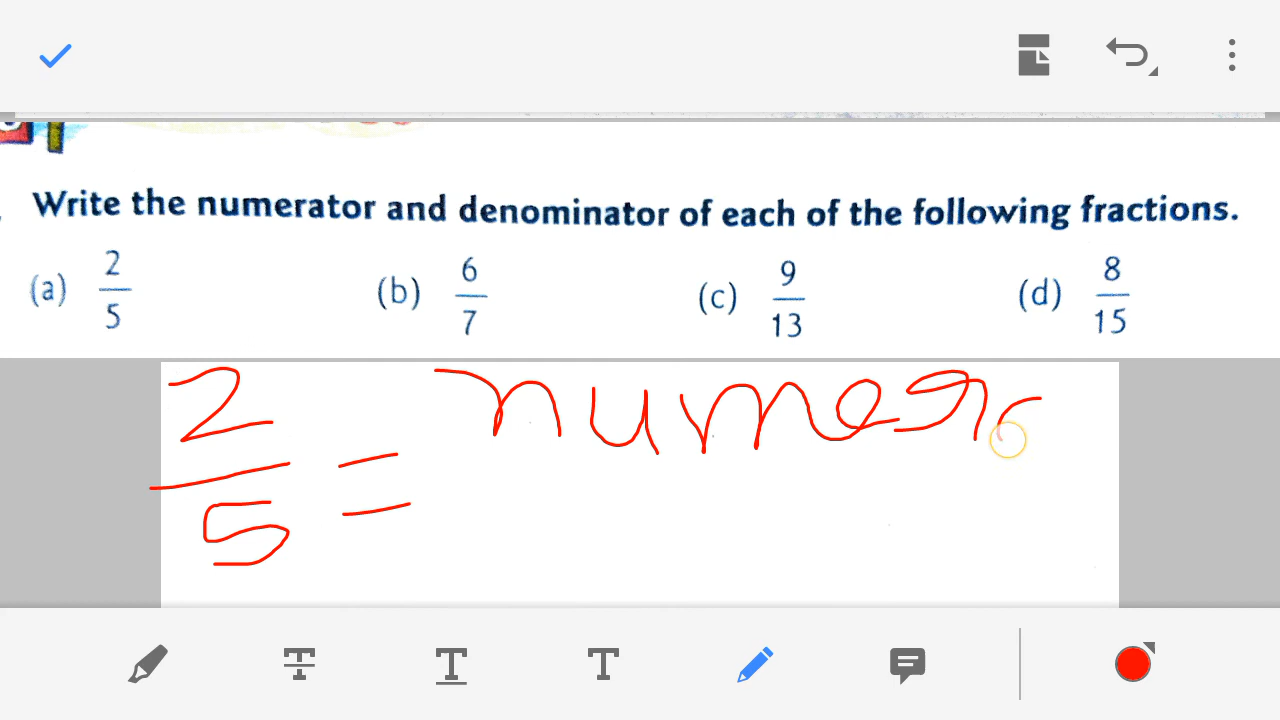 Write the numerator and denominator of each of the following fractions.
(a) 2/5 (b) 6/7 (c) 9/13 (d) 8/15
2/5 = numer